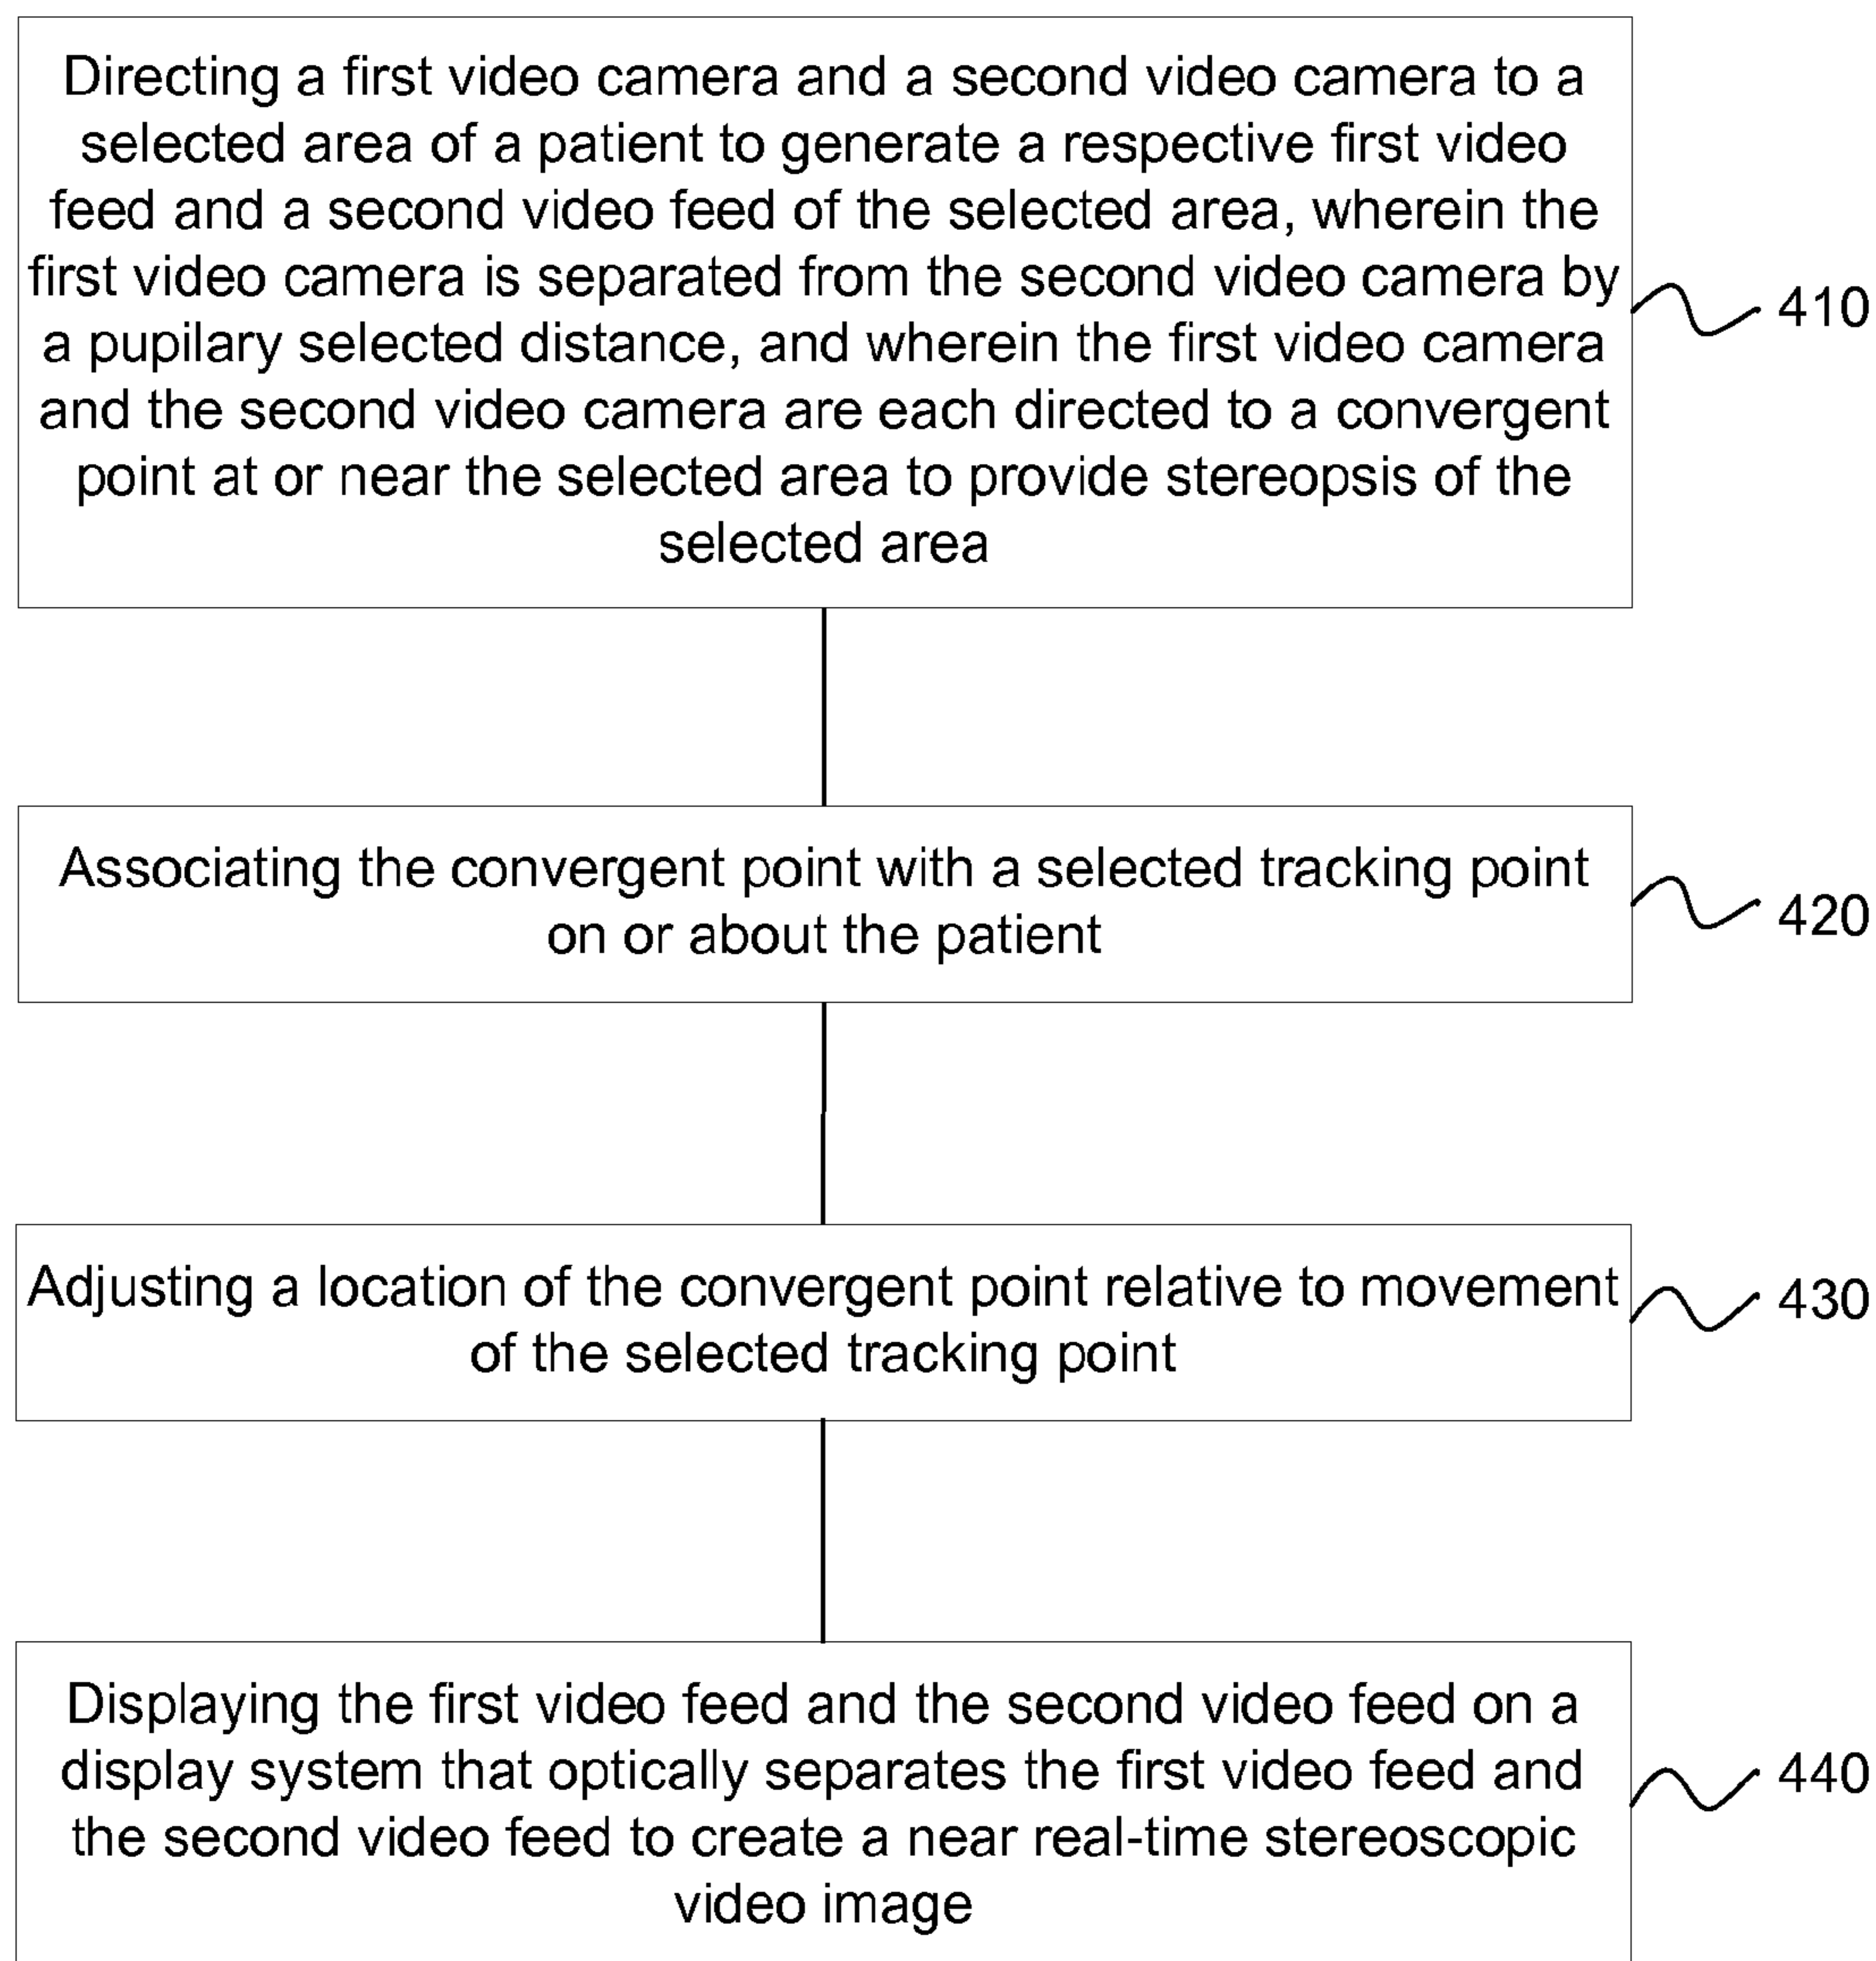 Directing a first video camera and a second video camera to a
selected area of a patient to generate a respective first video
feed and a second video feed of the selected area, wherein the
first video camera is separated from the second video camera by
a pupilary selected distance, and wherein the first video camera
and the second video camera are each directed to a convergent
point at or near the selected area to provide stereopsis of the
selected area
410
Associating the convergent point with a selected tracking point
on or about the patient
420
Adjusting a location of the convergent point relative to movement
of the selected tracking point
430
Displaying the first video feed and the second video feed on a
display system that optically separates the first video feed and
the second video feed to create a near real-time stereoscopic
video image
440